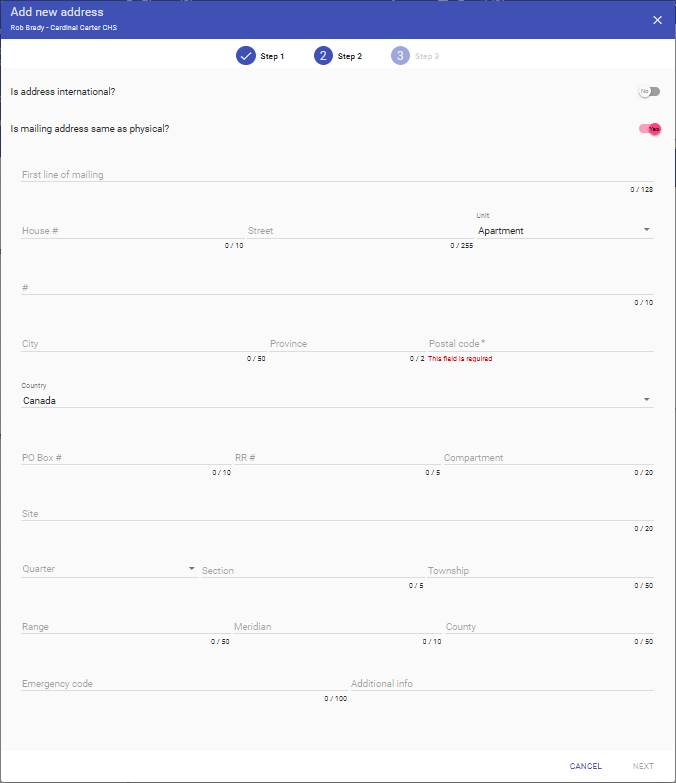 Add new address
Rob Brady - Cardinal Carter CHS
Step 1 2 Step 2 3 Step 3
Is address international? No
Is mailing address same as physical? Yes
First line of mailing
0 / 128
Unit
House # Street Apartment
0 / 10 0 / 255
#
0 / 10
City Province Postal code *
0 / 50 0 / 2 This field is required
Country
Canada
PO Box # RR # Compartment
0 / 10 0 / 5 0 / 20
Site
0 / 20
Quarter Section Township
0 / 5 0 / 50
Range Meridian County
0 / 50 0 / 10 0 / 50
Emergency code Additional info
0 / 100
CANCEL NEXT